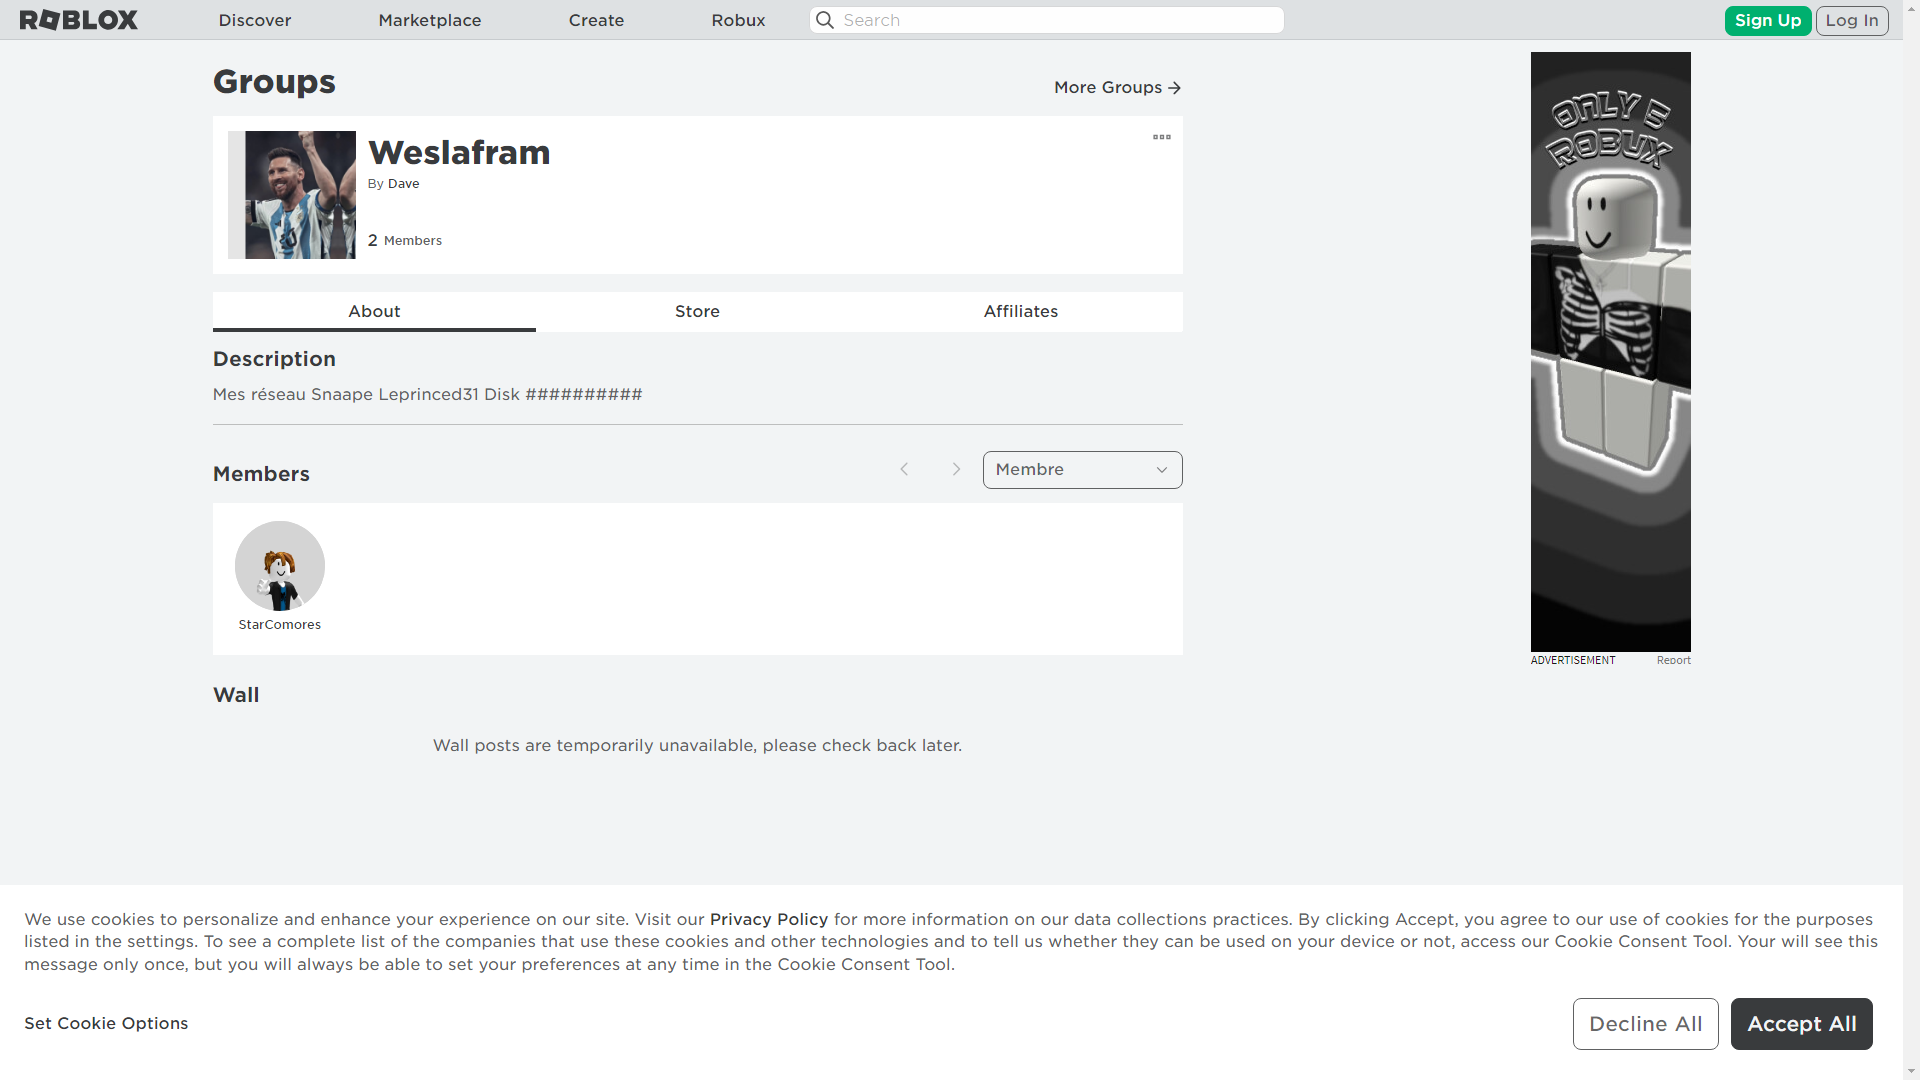 ROBLOX
Discover
Marketplace
Create
Robux
Search
Sign Up
Log In
Groups
More Groups
Weslafram
By Dave
2 Members
About
Store
Affiliates
Description
Mes réseau Snaape Leprinced31 Disk ##########
Members
Membre
StarComores
Wall
Wall posts are temporarily unavailable, please check back later.
ONLY 5
ROBUX
ADVERTISEMENT
Report
We use cookies to personalize and enhance your experience on our site. Visit our Privacy Policy for more information on our data collections practices. By clicking Accept, you agree to our use of cookies for the purposes
listed in the settings. To see a complete list of the companies that use these cookies and other technologies and to tell us whether they can be used on your device or not, access our Cookie Consent Tool. Your will see this
message only once, but you will always be able to set your preferences at any time in the Cookie Consent Tool.
Set Cookie Options
Decline All
Accept All